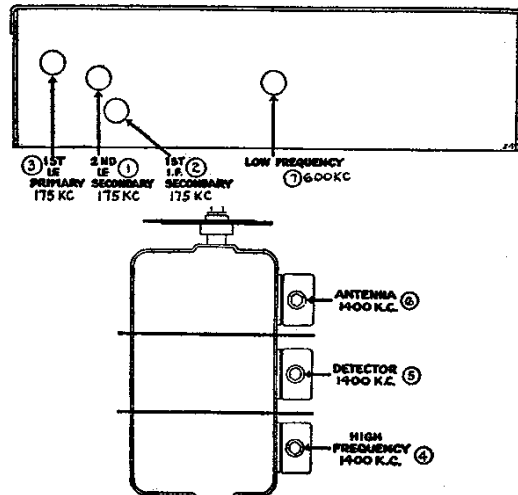 ③ 1ST
I.F.
PRIMARY
175 KC
2ND
I.F. ①
SECONDARY
175 KC
1ST
I.F. ②
SECONDARY
175 KC
LOW FREQUENCY
⑦ 600 KC
ANTENNA ⑥
1400 K.C.
DETECTOR ⑤
1400 K.C.
HIGH
FREQUENCY ④
1400 K.C.